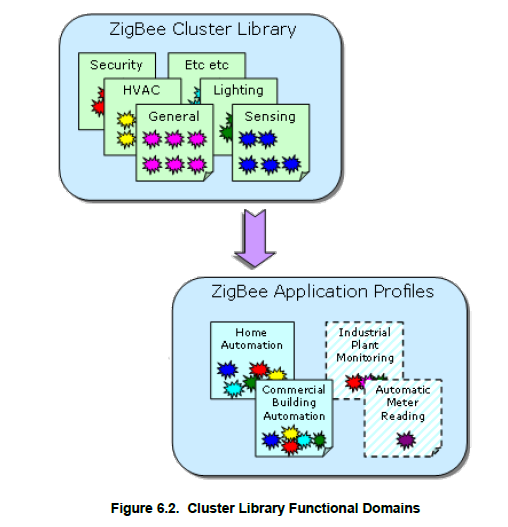 ZigBee Cluster Library
Security
Etc etc
HVAC
Lighting
General
Sensing
ZigBee Application Profiles
Home
Automation
Industrial
Plant
Monitoring
Commercial
Building
Automation
Automatic
Meter
Reading
Figure 6.2. Cluster Library Functional Domains